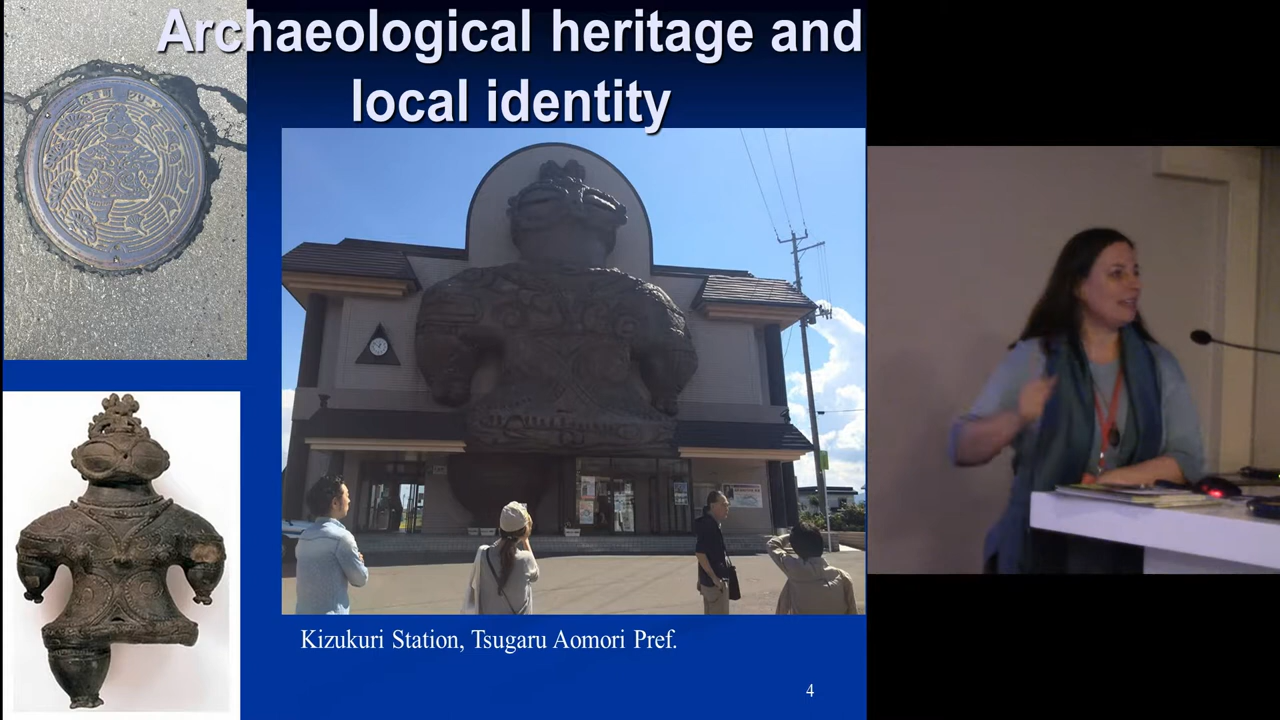 Archaeological heritage and
local identity
Kizukuri Station, Tsugaru Aomori Pref.
4